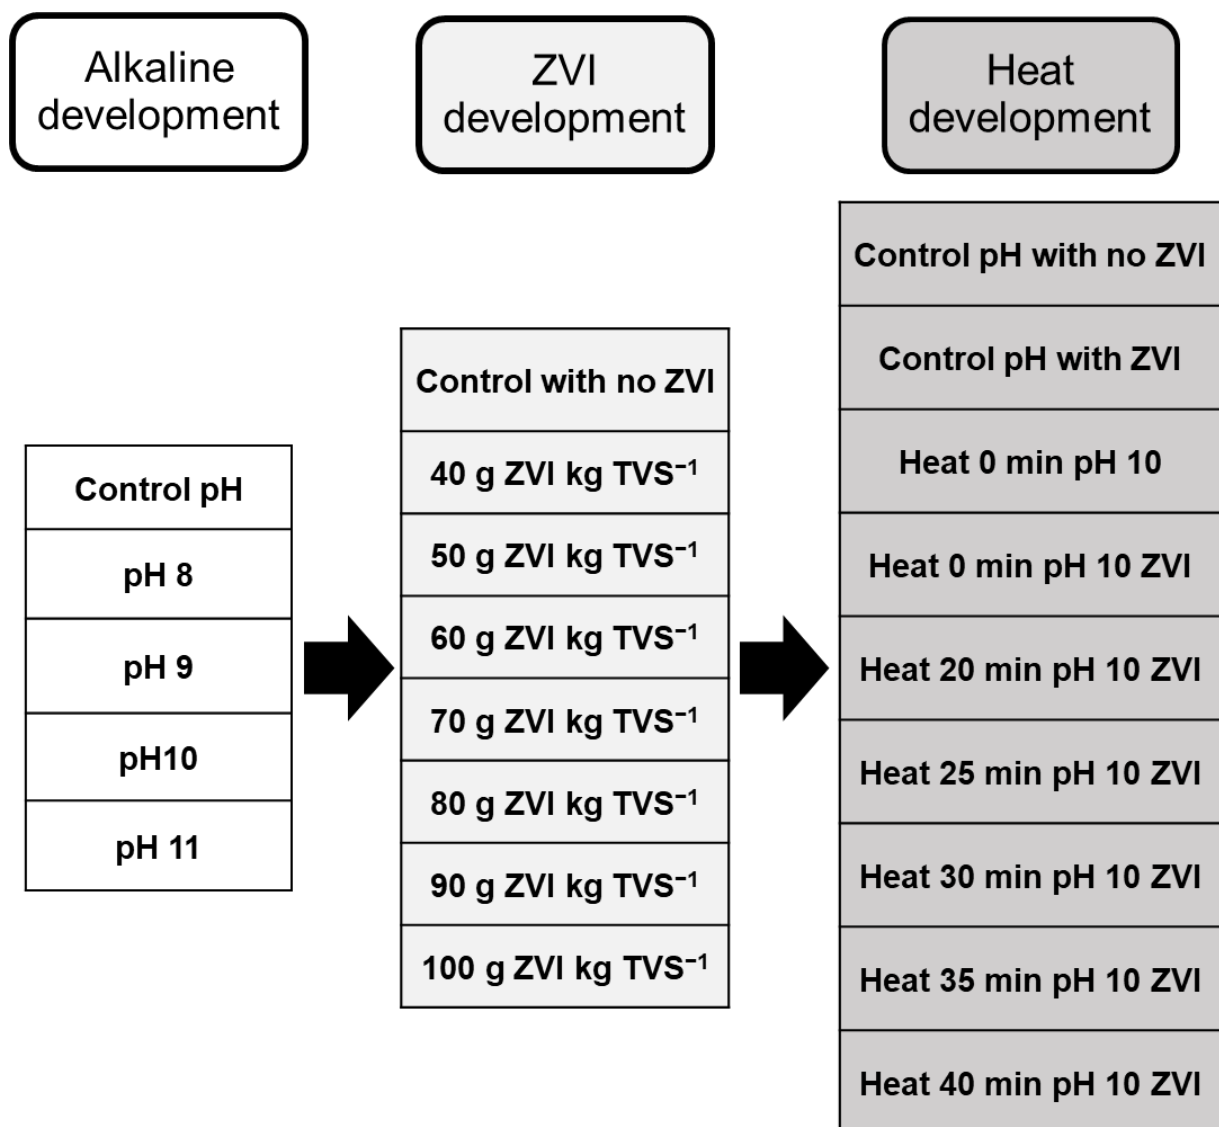 Alkaline
development
ZVI
development
Heat
development
Control pH
pH 8
pH 9
pH10
pH 11
Control with no ZVI
40 g ZVI kg TVS⁻¹
50 g ZVI kg TVS⁻¹
60 g ZVI kg TVS⁻¹
70 g ZVI kg TVS⁻¹
80 g ZVI kg TVS⁻¹
90 g ZVI kg TVS⁻¹
100 g ZVI kg TVS⁻¹
Control pH with no ZVI
Control pH with ZVI
Heat 0 min pH 10
Heat 0 min pH 10 ZVI
Heat 20 min pH 10 ZVI
Heat 25 min pH 10 ZVI
Heat 30 min pH 10 ZVI
Heat 35 min pH 10 ZVI
Heat 40 min pH 10 ZVI